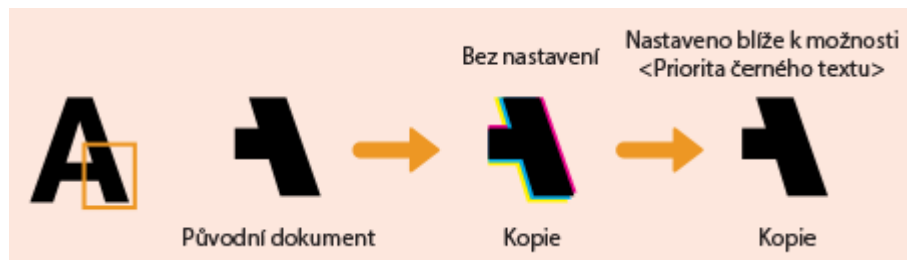 Bez nastavení
Nastaveno blíže k možnosti
<Priorita černého textu>
A
Původní dokument
Kopie
Kopie